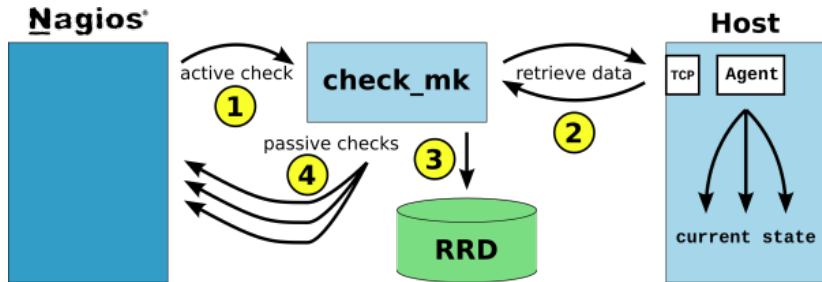 Nagios®
Host
active check
check_mk
retrieve data
TCP
Agent
1
2
passive checks
3
4
RRD
current state